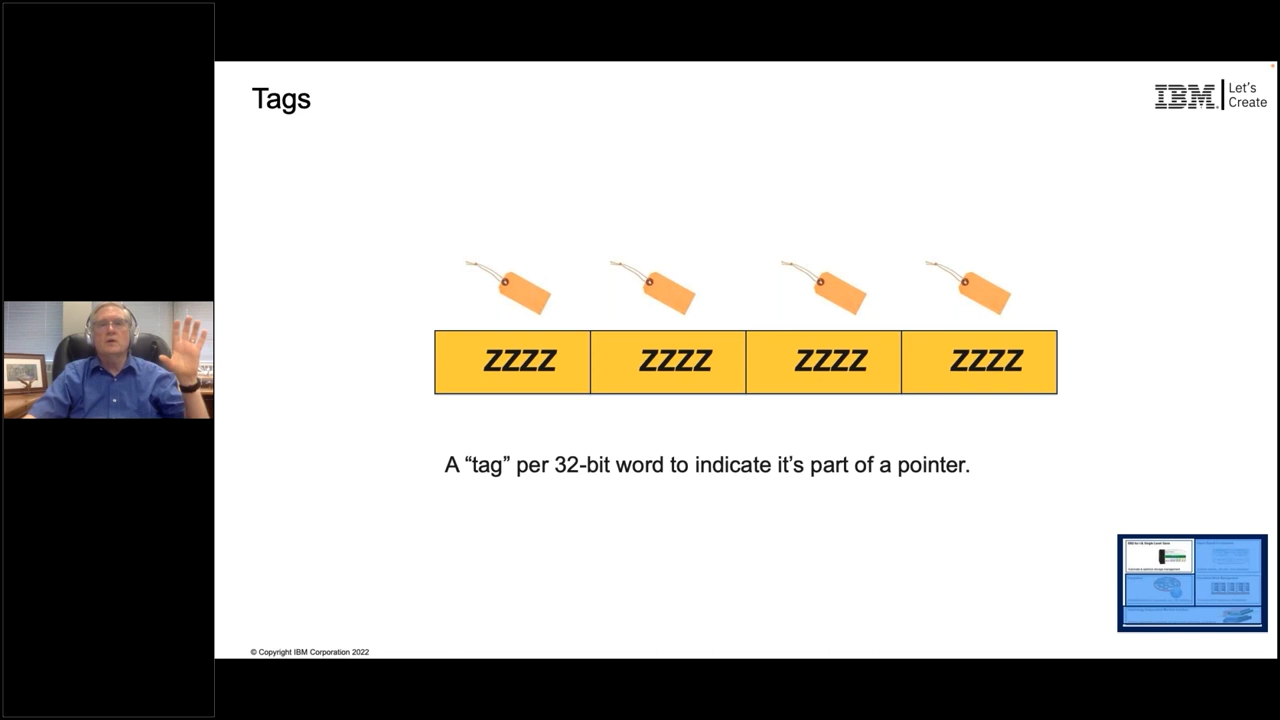 Tags
IBM Let's
Create
ZZZZ ZZZZ ZZZZ ZZZZ
A “tag” per 32-bit word to indicate it’s part of a pointer.
© Copyright IBM Corporation 2022